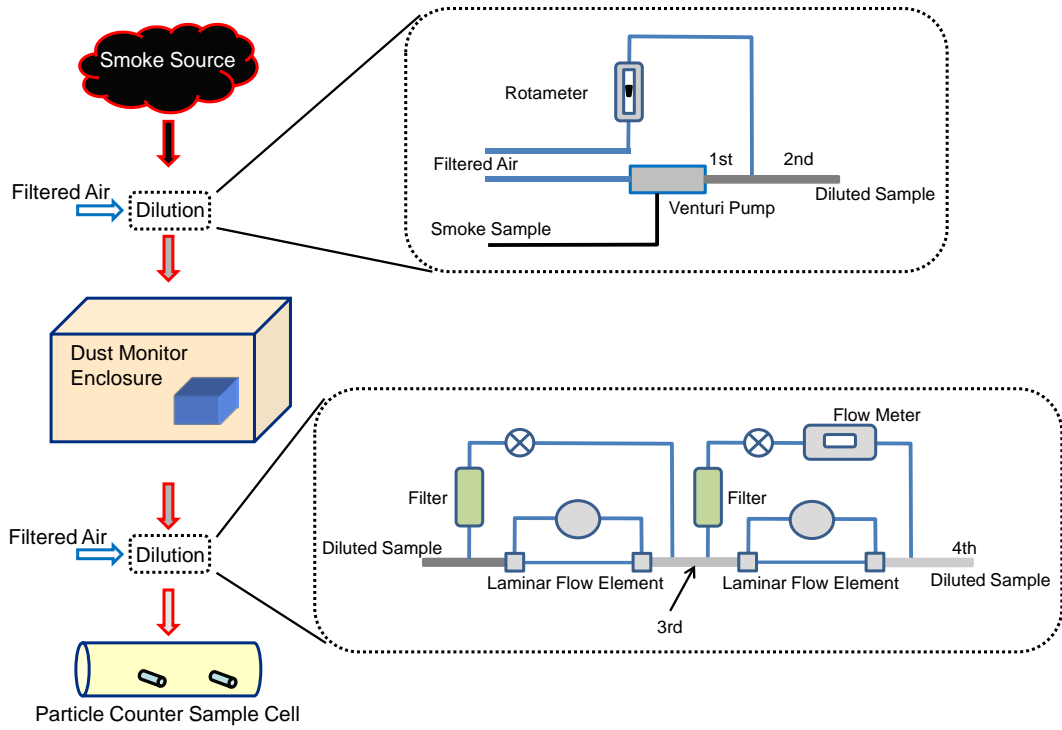 Smoke Source
Filtered Air
Dilution
Dust Monitor
Enclosure
Filtered Air
Dilution
Particle Counter Sample Cell
Rotameter
Filtered Air
1st
2nd
Venturi Pump
Diluted Sample
Smoke Sample
Flow Meter
Filter
Filter
Diluted Sample
Laminar Flow Element
Laminar Flow Element
4th
Diluted Sample
3rd